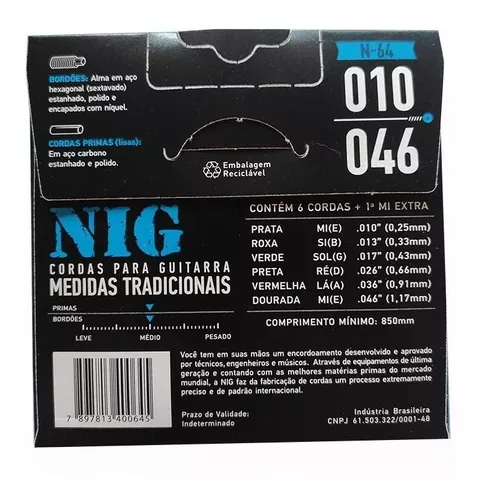 N-64
BORDÕES: Alma em aço
hexagonal (sextavado)
estanhado, polido e
encapados com níquel.
CORDAS PRIMAS (lisas):
Em aço carbono
estanhado e polido.
010
046
Embalagem
Reciclável
NIG
CORDAS PARA GUITARRA
MEDIDAS TRADICIONAIS
PRIMAS
BORDÕES
LEVE MÉDIO PESADO
CONTÉM 6 CORDAS + 1ª MI EXTRA
PRATA MI(E) .010" (0,25mm)
ROXA SI(B) .013" (0,33mm)
VERDE SOL(G) .017" (0,43mm)
PRETA RÉ(D) .026" (0,66mm)
VERMELHA LÁ(A) .036" (0,91mm)
DOURADA MI(E) .046" (1,17mm)
COMPRIMENTO MÍNIMO: 850mm
Você tem em suas mãos um encordoamento desenvolvido e aprovado
por técnicos, engenheiros e músicos. Através de equipamentos de última
geração e contando com as melhores matérias primas do mercado
mundial, a NIG faz da fabricação de cordas um processo extremamente
preciso e de padrão internacional.
7 897813 400645
Prazo de Validade:
Indeterminado
Indústria Brasileira
CNPJ 61.503.322/0001-48